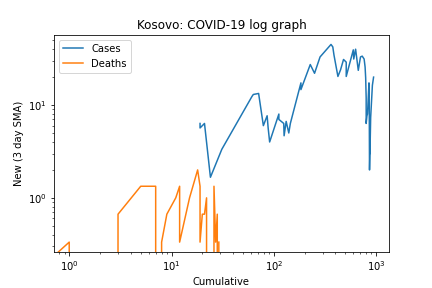 Kosovo: COVID-19 log graph
Cases
Deaths
New (3 day SMA)
10¹
10⁰
10⁰ 10¹ 10² 10³
Cumulative